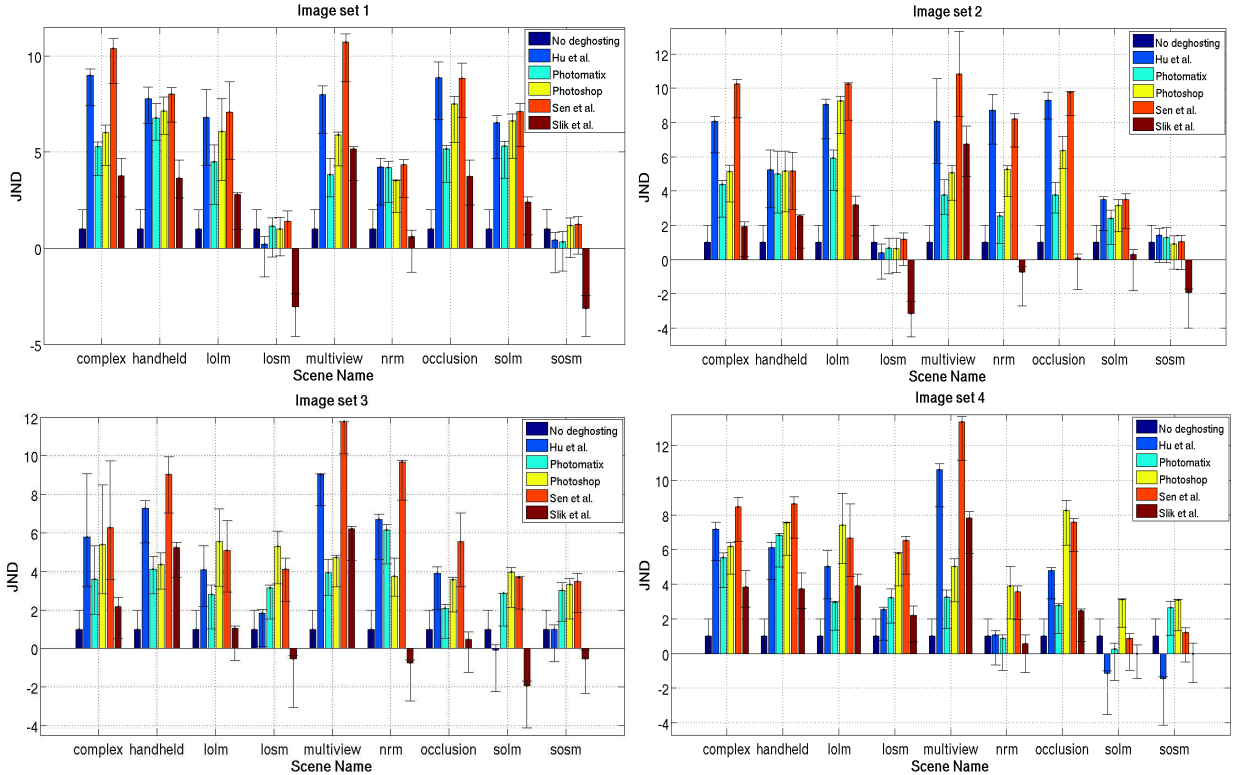 Image set 1
JND
10
5
0
-5
No deghosting
Hu et al.
Photomatix
Photoshop
Sen et al.
Slik et al.
complex handheld lolm losm multiview nrm occlusion solm sosm
Scene Name
Image set 2
JND
12
10
8
6
4
2
0
-2
-4
No deghosting
Hu et al.
Photomatix
Photoshop
Sen et al.
Slik et al.
complex handheld lolm losm multiview nrm occlusion solm sosm
Scene Name
Image set 3
JND
12
10
8
6
4
2
0
-2
-4
No deghosting
Hu et al.
Photomatix
Photoshop
Sen et al.
Slik et al.
complex handheld lolm losm multiview nrm occlusion solm sosm
Scene Name
Image set 4
JND
12
10
8
6
4
2
0
-2
-4
No deghosting
Hu et al.
Photomatix
Photoshop
Sen et al.
Slik et al.
complex handheld lolm losm multiview nrm occlusion solm sosm
Scene Name